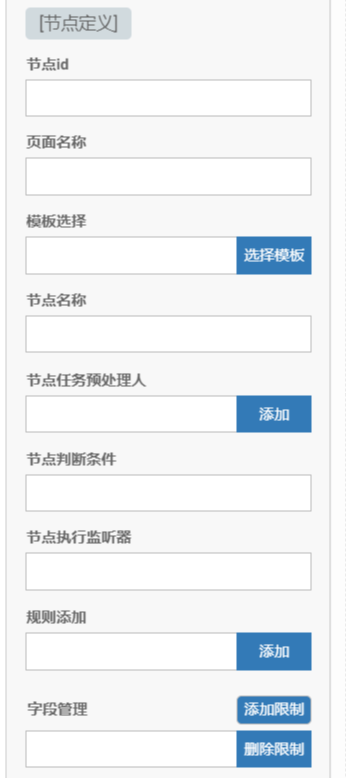 [节点定义]
节点id
页面名称
模板选择
选择模板
节点名称
节点任务预处理人
添加
节点判断条件
节点执行监听器
规则添加
添加
字段管理
添加限制
删除限制